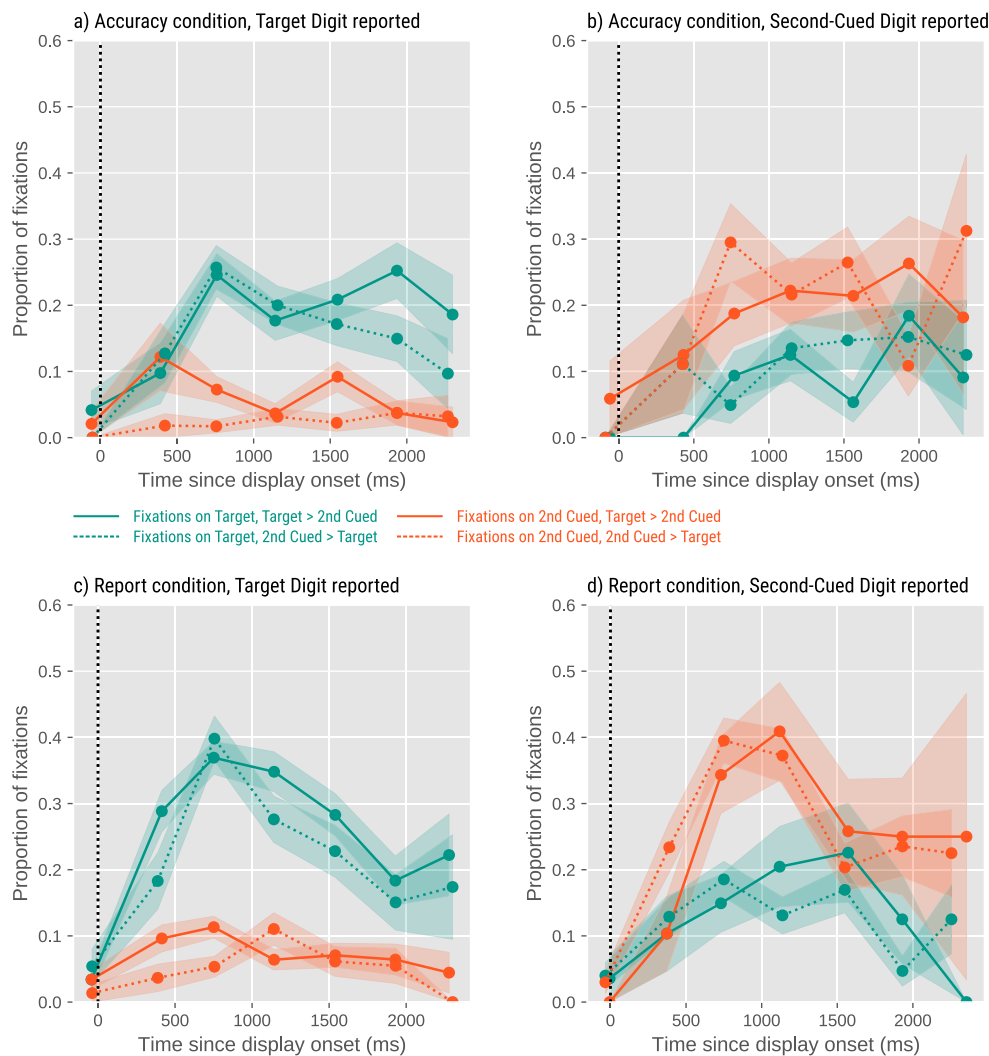 a) Accuracy condition, Target Digit reported
b) Accuracy condition, Second-Cued Digit reported
0.6
0.5
0.4
0.3
0.2
0.1
0.0
Proportion of fixations
0 500 1000 1500 2000
Time since display onset (ms)
0.6
0.5
0.4
0.3
0.2
0.1
0.0
Proportion of fixations
0 500 1000 1500 2000
Time since display onset (ms)
Fixations on Target, Target > 2nd Cued
Fixations on 2nd Cued, Target > 2nd Cued
Fixations on Target, 2nd Cued > Target
Fixations on 2nd Cued, 2nd Cued > Target
c) Report condition, Target Digit reported
d) Report condition, Second-Cued Digit reported
0.6
0.5
0.4
0.3
0.2
0.1
0.0
Proportion of fixations
0 500 1000 1500 2000
Time since display onset (ms)
0.6
0.5
0.4
0.3
0.2
0.1
0.0
Proportion of fixations
0 500 1000 1500 2000
Time since display onset (ms)